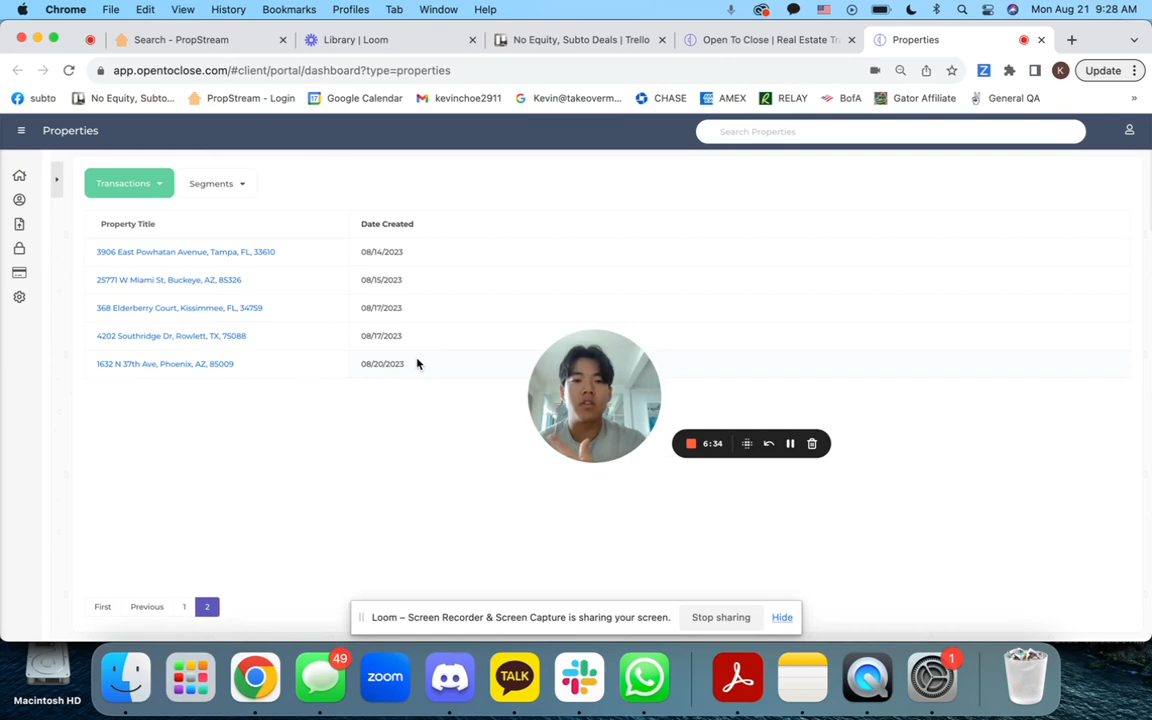 Chrome File Edit View History Bookmarks Profiles Tab Window Help Mon Aug 21 9:28 AM
Search - PropStream Library | Loom No Equity, Subto Deals | Trello Open To Close | Real Estate Tr Properties
app.opentoclose.com/#client/portal/dashboard?type=properties Update
subto No Equity, Subto... PropStream - Login Google Calendar kevinchoe2911 Kevin@takeoverm... CHASE AMEX RELAY BofA Gator Affiliate General QA »
Properties Search Properties
Transactions Segments
Property Title Date Created
3906 East Powhatan Avenue, Tampa, FL, 33610 08/14/2023
25771 W Miami St, Buckeye, AZ, 85326 08/15/2023
368 Elderberry Court, Kissimmee, FL, 34759 08/17/2023
4202 Southridge Dr, Rowlett, TX, 75088 08/17/2023
1632 N 37th Ave, Phoenix, AZ, 85009 08/20/2023
6:34
First Previous 1 2
Loom – Screen Recorder & Screen Capture is sharing your screen. Stop sharing Hide
49 1
zoom TALK
Macintosh HD